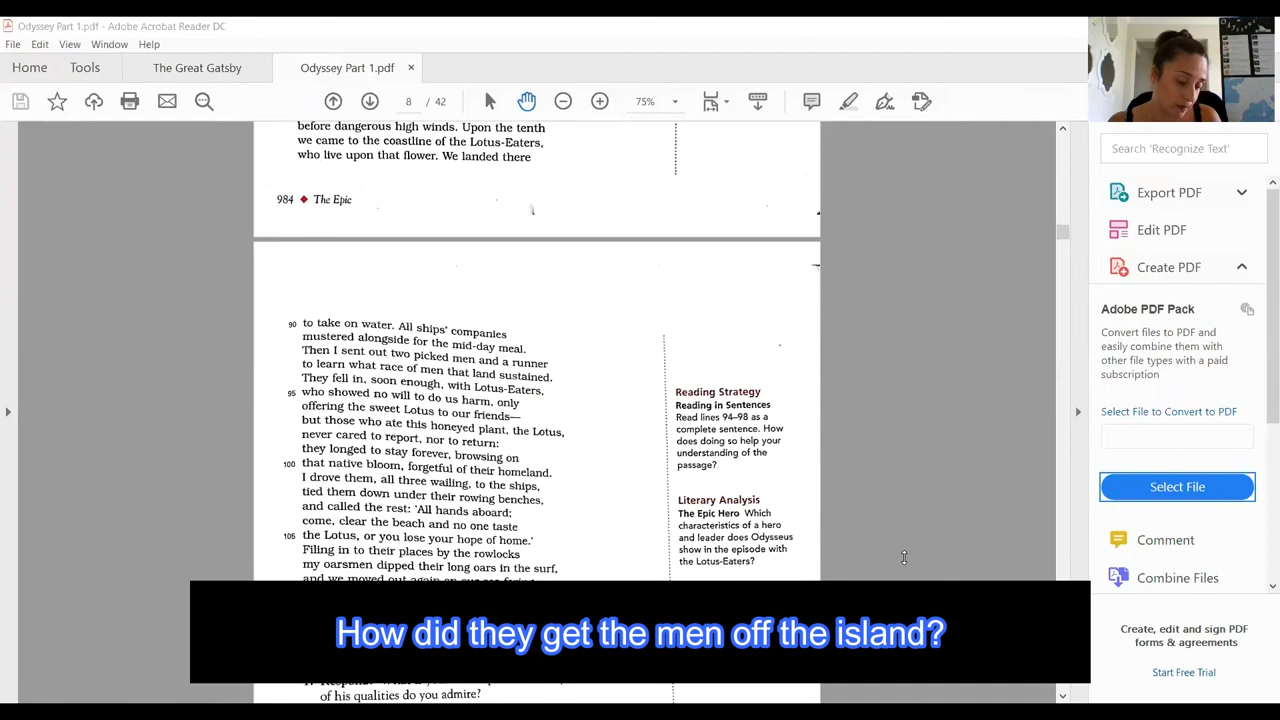 Odyssey Part 1.pdf - Adobe Acrobat Reader DC
File Edit View Window Help
Home Tools The Great Gatsby Odyssey Part 1.pdf ×
8 / 42 75%
before dangerous high winds. Upon the tenth
we came to the coastline of the Lotus-Eaters,
who live upon that flower. We landed there
984 ◆ The Epic
90 to take on water. All ships' companies
mustered alongside for the mid-day meal.
Then I sent out two picked men and a runner
to learn what race of men that land sustained.
They fell in, soon enough, with Lotus-Eaters,
95 who showed no will to do us harm, only
offering the sweet Lotus to our friends—
but those who ate this honeyed plant, the Lotus,
never cared to report, nor to return:
they longed to stay forever, browsing on
100 that native bloom, forgetful of their homeland.
I drove them, all three wailing, to the ships,
tied them down under their rowing benches,
and called the rest: 'All hands aboard;
come, clear the beach and no one taste
105 the Lotus, or you lose your hope of home.'
Filing in to their places by the rowlocks
my oarsmen dipped their long oars in the surf,
and we moved out again on our sea
of his qualities do you admire?
Reading Strategy
Reading in Sentences
Read lines 94–98 as a
complete sentence. How
does doing so help your
understanding of the
passage?
Literary Analysis
The Epic Hero Which
characteristics of a hero
and leader does Odysseus
show in the episode with
the Lotus-Eaters?
How did they get the men off the island?
Odysseus
Search 'Recognize Text'
Export PDF
Edit PDF
Create PDF
Adobe PDF Pack
Convert files to PDF and
easily combine them with
other file types with a paid
subscription
Select File to Convert to PDF
Select File
Comment
Combine Files
Create, edit and sign PDF
forms & agreements
Start Free Trial